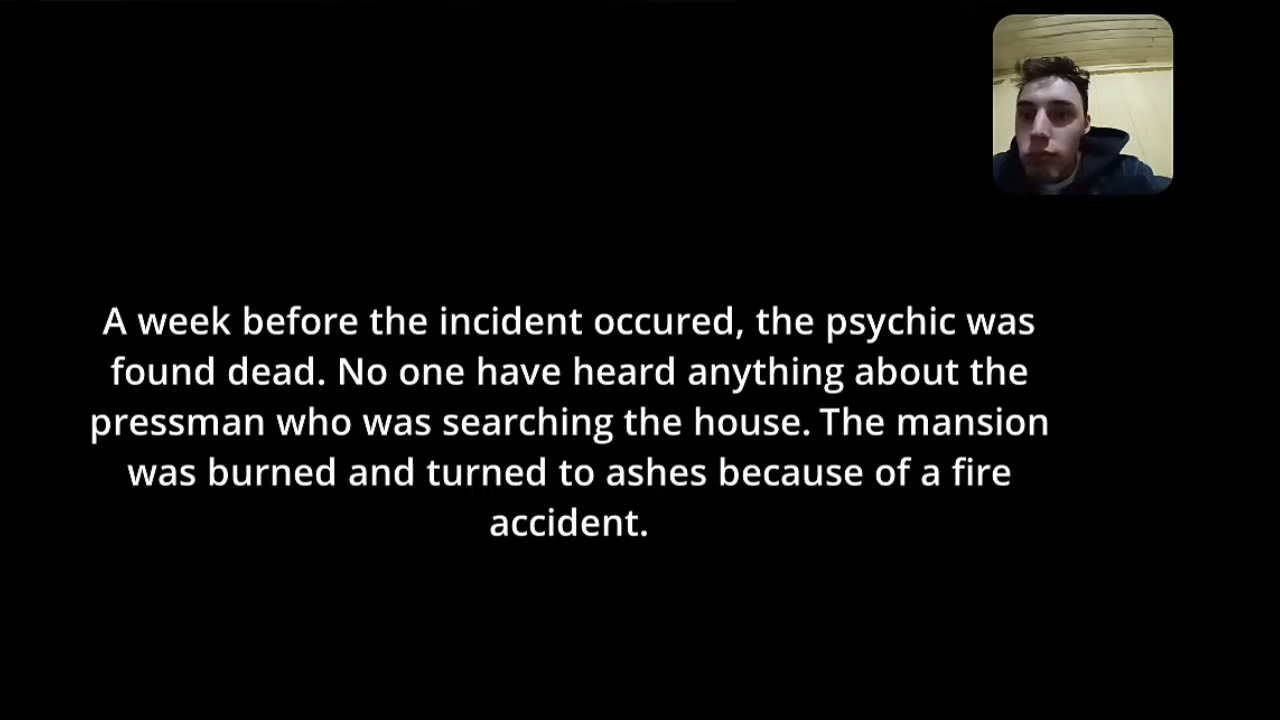 A week before the incident occured, the psychic was
found dead. No one have heard anything about the
pressman who was searching the house. The mansion
was burned and turned to ashes because of a fire
accident.